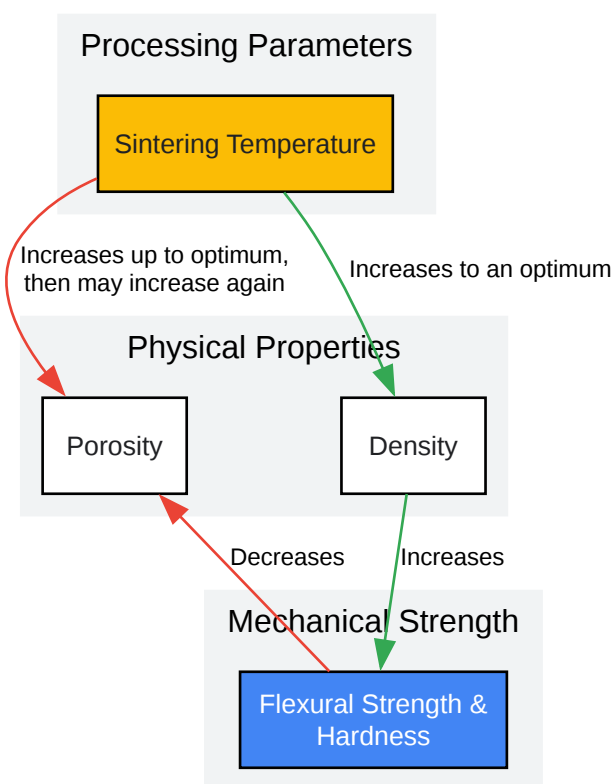 Processing Parameters
Sintering Temperature
Increases up to optimum,
then may increase again
Increases to an optimum
Physical Properties
Porosity
Density
Decreases
Increases
Mechanical Strength
Flexural Strength &
Hardness